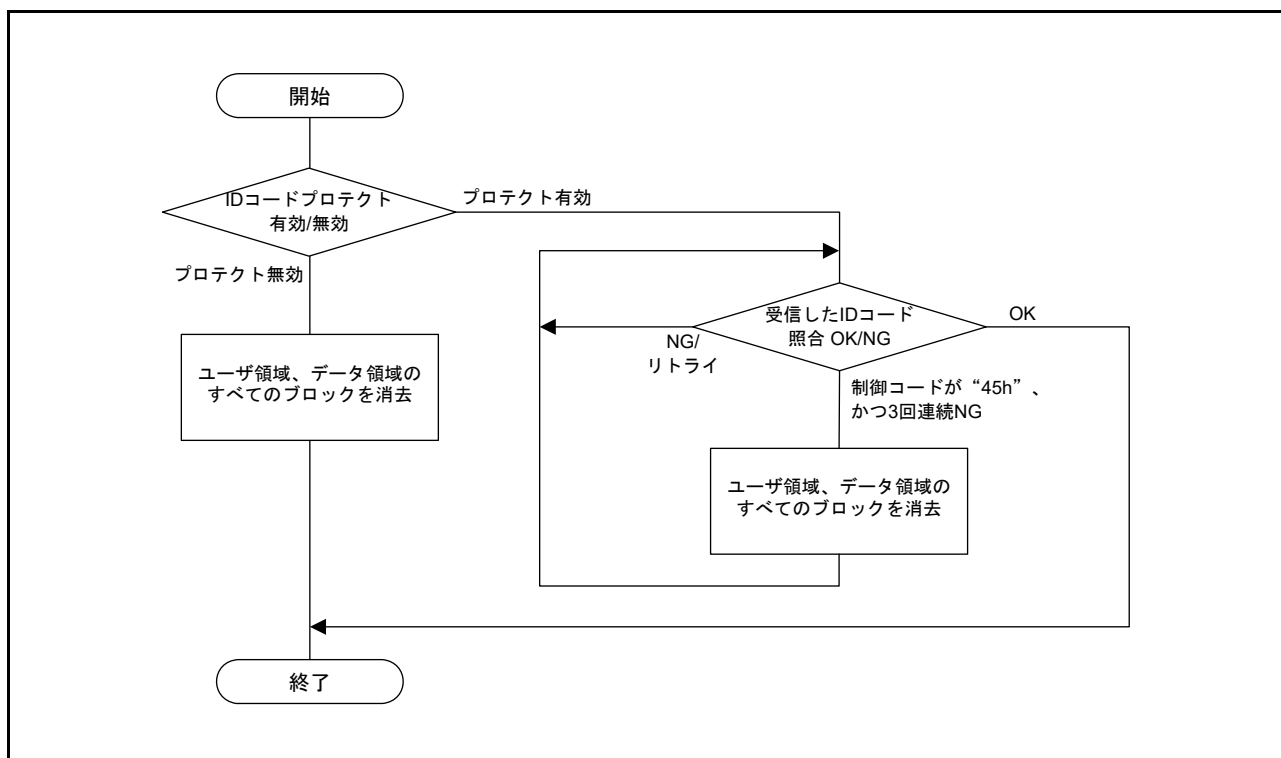 開始
IDコードプロテクト
有効/無効
プロテクト有効
プロテクト無効
ユーザ領域、データ領域の
すべてのブロックを消去
受信したIDコード
照合 OK/NG
OK
NG/
リトライ
制御コードが“45h”、
かつ3回連続NG
ユーザ領域、データ領域の
すべてのブロックを消去
終了